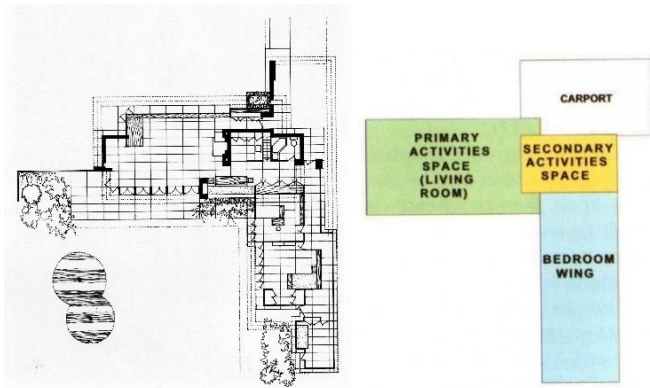 CARPORT
PRIMARY
ACTIVITIES
SPACE
(LIVING
ROOM)
SECONDARY
ACTIVITIES
SPACE
BEDROOM
WING